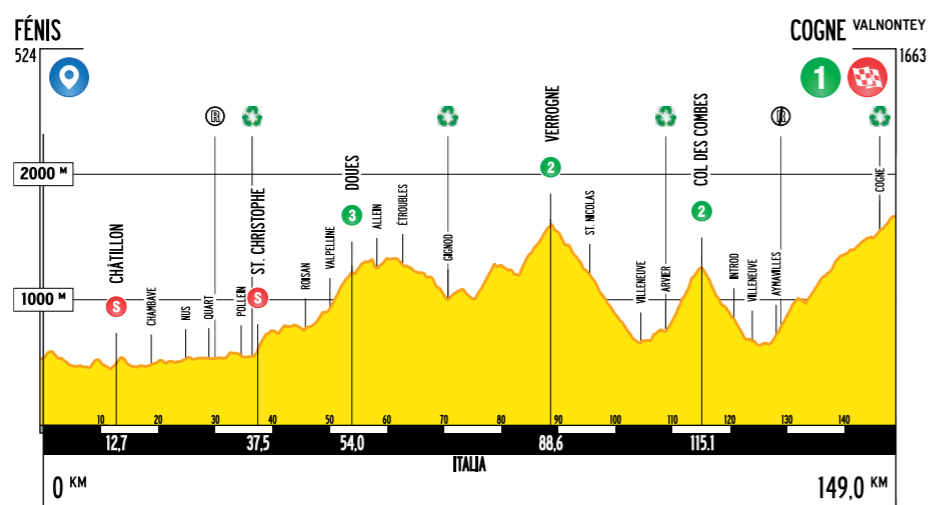 FÉNIS
524
COGNE VALNONTEY
1663
1
R
R
2000 M
1000 M
S
CHÂTILLON
CHAMBAVE
NUS
QUART
POLLEIN
S
ST. CHRISTOPHE
ROISAN
VALPELLINE
3
DOUES
ALLEIN
ÉTROUBLES
GIGNOD
2
VERROGNE
ST. NICOLAS
VILLENEUVE
ARVIER
2
COL DES COMBES
INTROD
VILLENEUVE
AYMAVILLES
COGNE
10 20 30 40 50 60 70 80 90 100 110 120 130 140
12,7 37,5 54,0 88,6 115.1
ITALIA
0 KM
149,0 KM